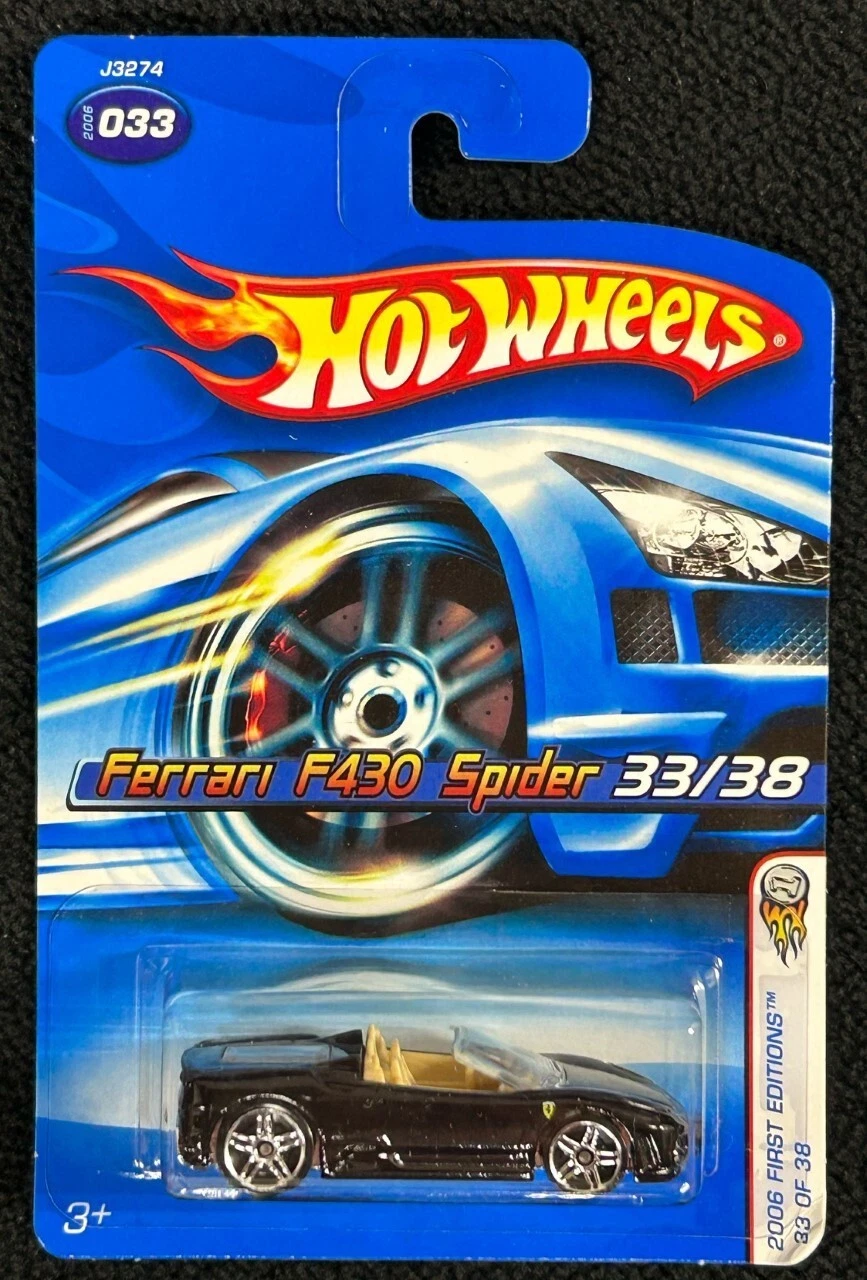 J3274
2006 033
HOT WHEELS®
Ferrari F430 Spider 33/38
2006 FIRST EDITIONS™
33 OF 38
3+